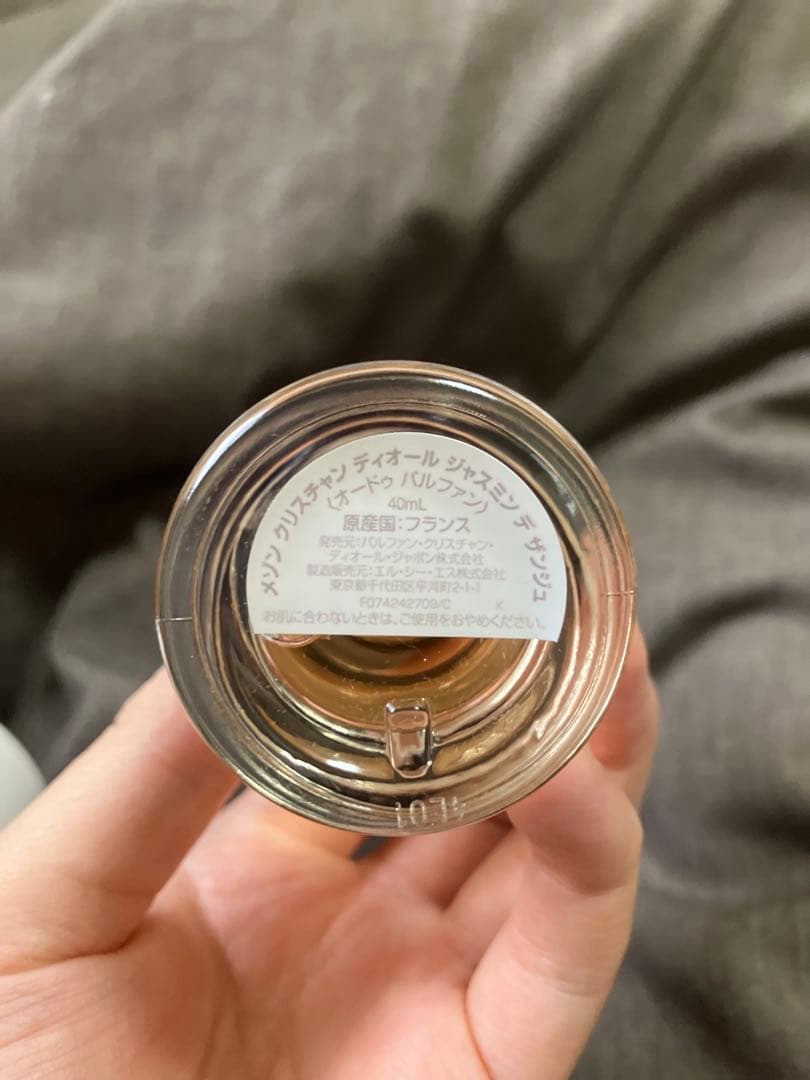 メゾン クリスチャン ディオール ジャスミン デ ザンジュ
(オードゥ パルファン)
40mL
原産国:フランス
発売元:パルファン・クリスチャン・
ディオール・ジャポン株式会社
製造販売元:エル・シー・エス株式会社
東京都千代田区平河町2-1-1
F074242703/C K
お肌に合わないときは、ご使用をおやめください。